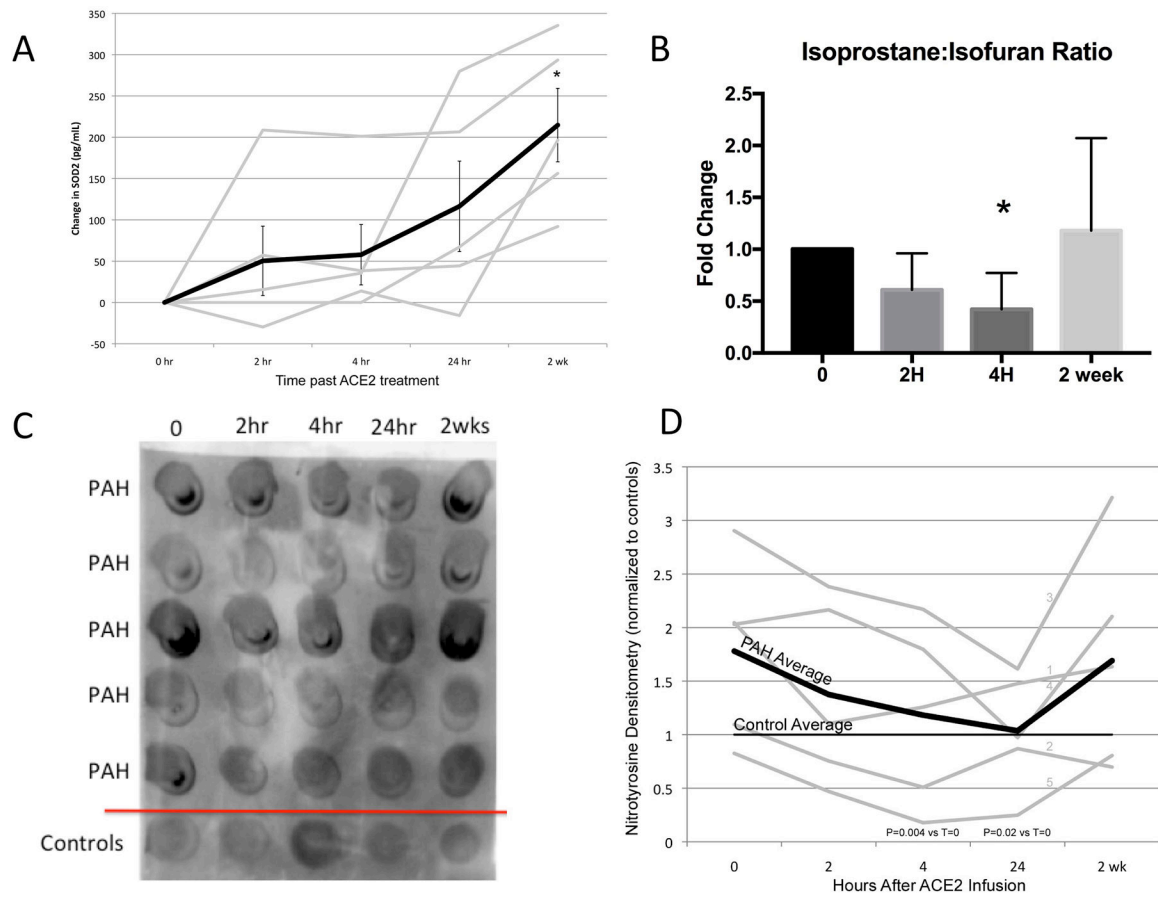 A
350
300
250
200
150
100
50
0
-50
Change in SOD2 (pg/mlL)
*
0 hr 2 hr 4 hr 24 hr 2 wk
Time past ACE2 treatment
B
Isoprostane:Isofuran Ratio
2.5
2.0
1.5
1.0
0.5
0.0
Fold Change
*
0 2H 4H 2 week
C
0 2hr 4hr 24hr 2wks
PAH
PAH
PAH
PAH
PAH
Controls
D
3.5
3
2.5
2
1.5
1
0.5
0
Nitrotyrosine Densitometry (normalized to controls)
PAH Average
Control Average
3
1
4
2
5
P=0.004 vs T=0 P=0.02 vs T=0
0 2 4 24 2 wk
Hours After ACE2 Infusion